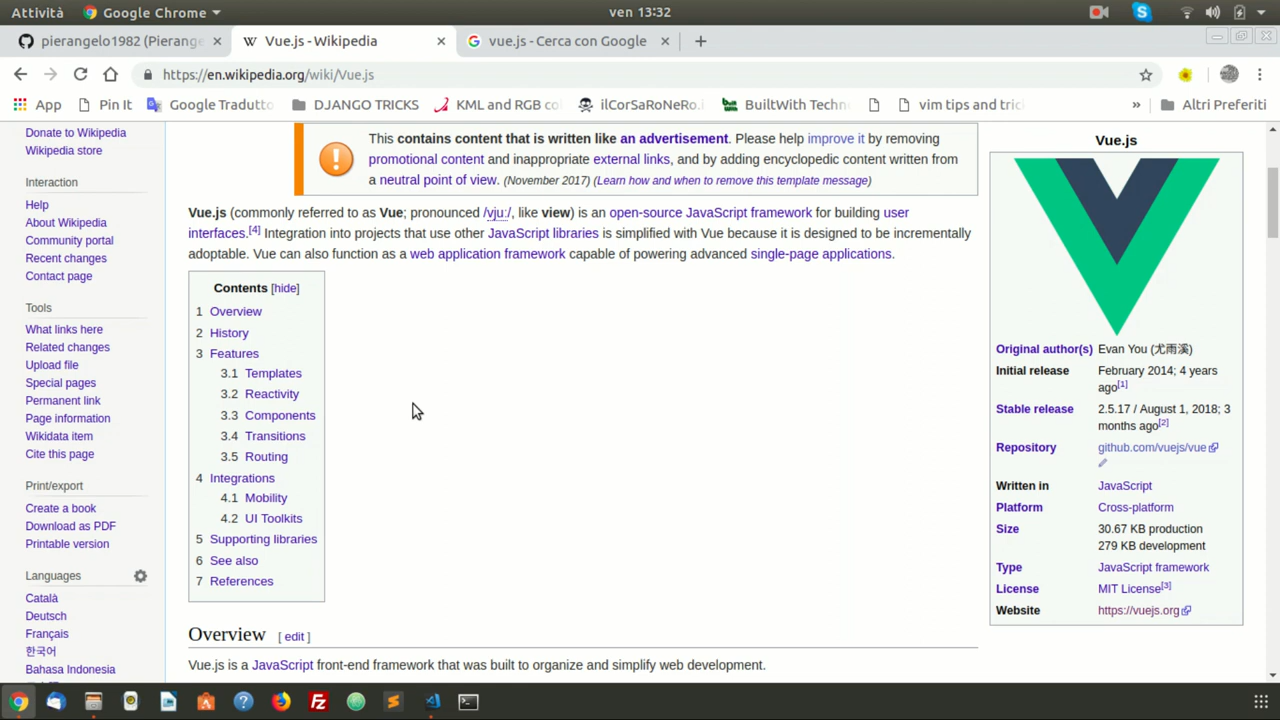 Attività
Google Chrome
ven 13:32
pierangelo1982 (Pierange
Vue.js - Wikipedia
vue.js - Cerca con Google
https://en.wikipedia.org/wiki/Vue.js
App
Pin It
Google Tradutto
DJANGO TRICKS
KML and RGB co
ilCorSaRoNeRo.i
BuiltWith Techn
vim tips and tric
»
Altri Preferiti
Donate to Wikipedia
Wikipedia store
Interaction
Help
About Wikipedia
Community portal
Recent changes
Contact page
Tools
What links here
Related changes
Upload file
Special pages
Permanent link
Page information
Wikidata item
Cite this page
Print/export
Create a book
Download as PDF
Printable version
Languages
Català
Deutsch
Français
한국어
Bahasa Indonesia
This contains content that is written like an advertisement. Please help improve it by removing
promotional content and inappropriate external links, and by adding encyclopedic content written from
a neutral point of view. (November 2017) (Learn how and when to remove this template message)
Vue.js (commonly referred to as Vue; pronounced /vjuː/, like view) is an open-source JavaScript framework for building user
interfaces.[4] Integration into projects that use other JavaScript libraries is simplified with Vue because it is designed to be incrementally
adoptable. Vue can also function as a web application framework capable of powering advanced single-page applications.
Contents [hide]
1 Overview
2 History
3 Features
3.1 Templates
3.2 Reactivity
3.3 Components
3.4 Transitions
3.5 Routing
4 Integrations
4.1 Mobility
4.2 UI Toolkits
5 Supporting libraries
6 See also
7 References
Overview [ edit ]
Vue.js is a JavaScript front-end framework that was built to organize and simplify web development.
Vue.js
Original author(s) Evan You (尤雨溪)
Initial release February 2014; 4 years
ago[1]
Stable release 2.5.17 / August 1, 2018; 3
months ago[2]
Repository github.com/vuejs/vue
Written in JavaScript
Platform Cross-platform
Size 30.67 KB production
279 KB development
Type JavaScript framework
License MIT License[3]
Website https://vuejs.org